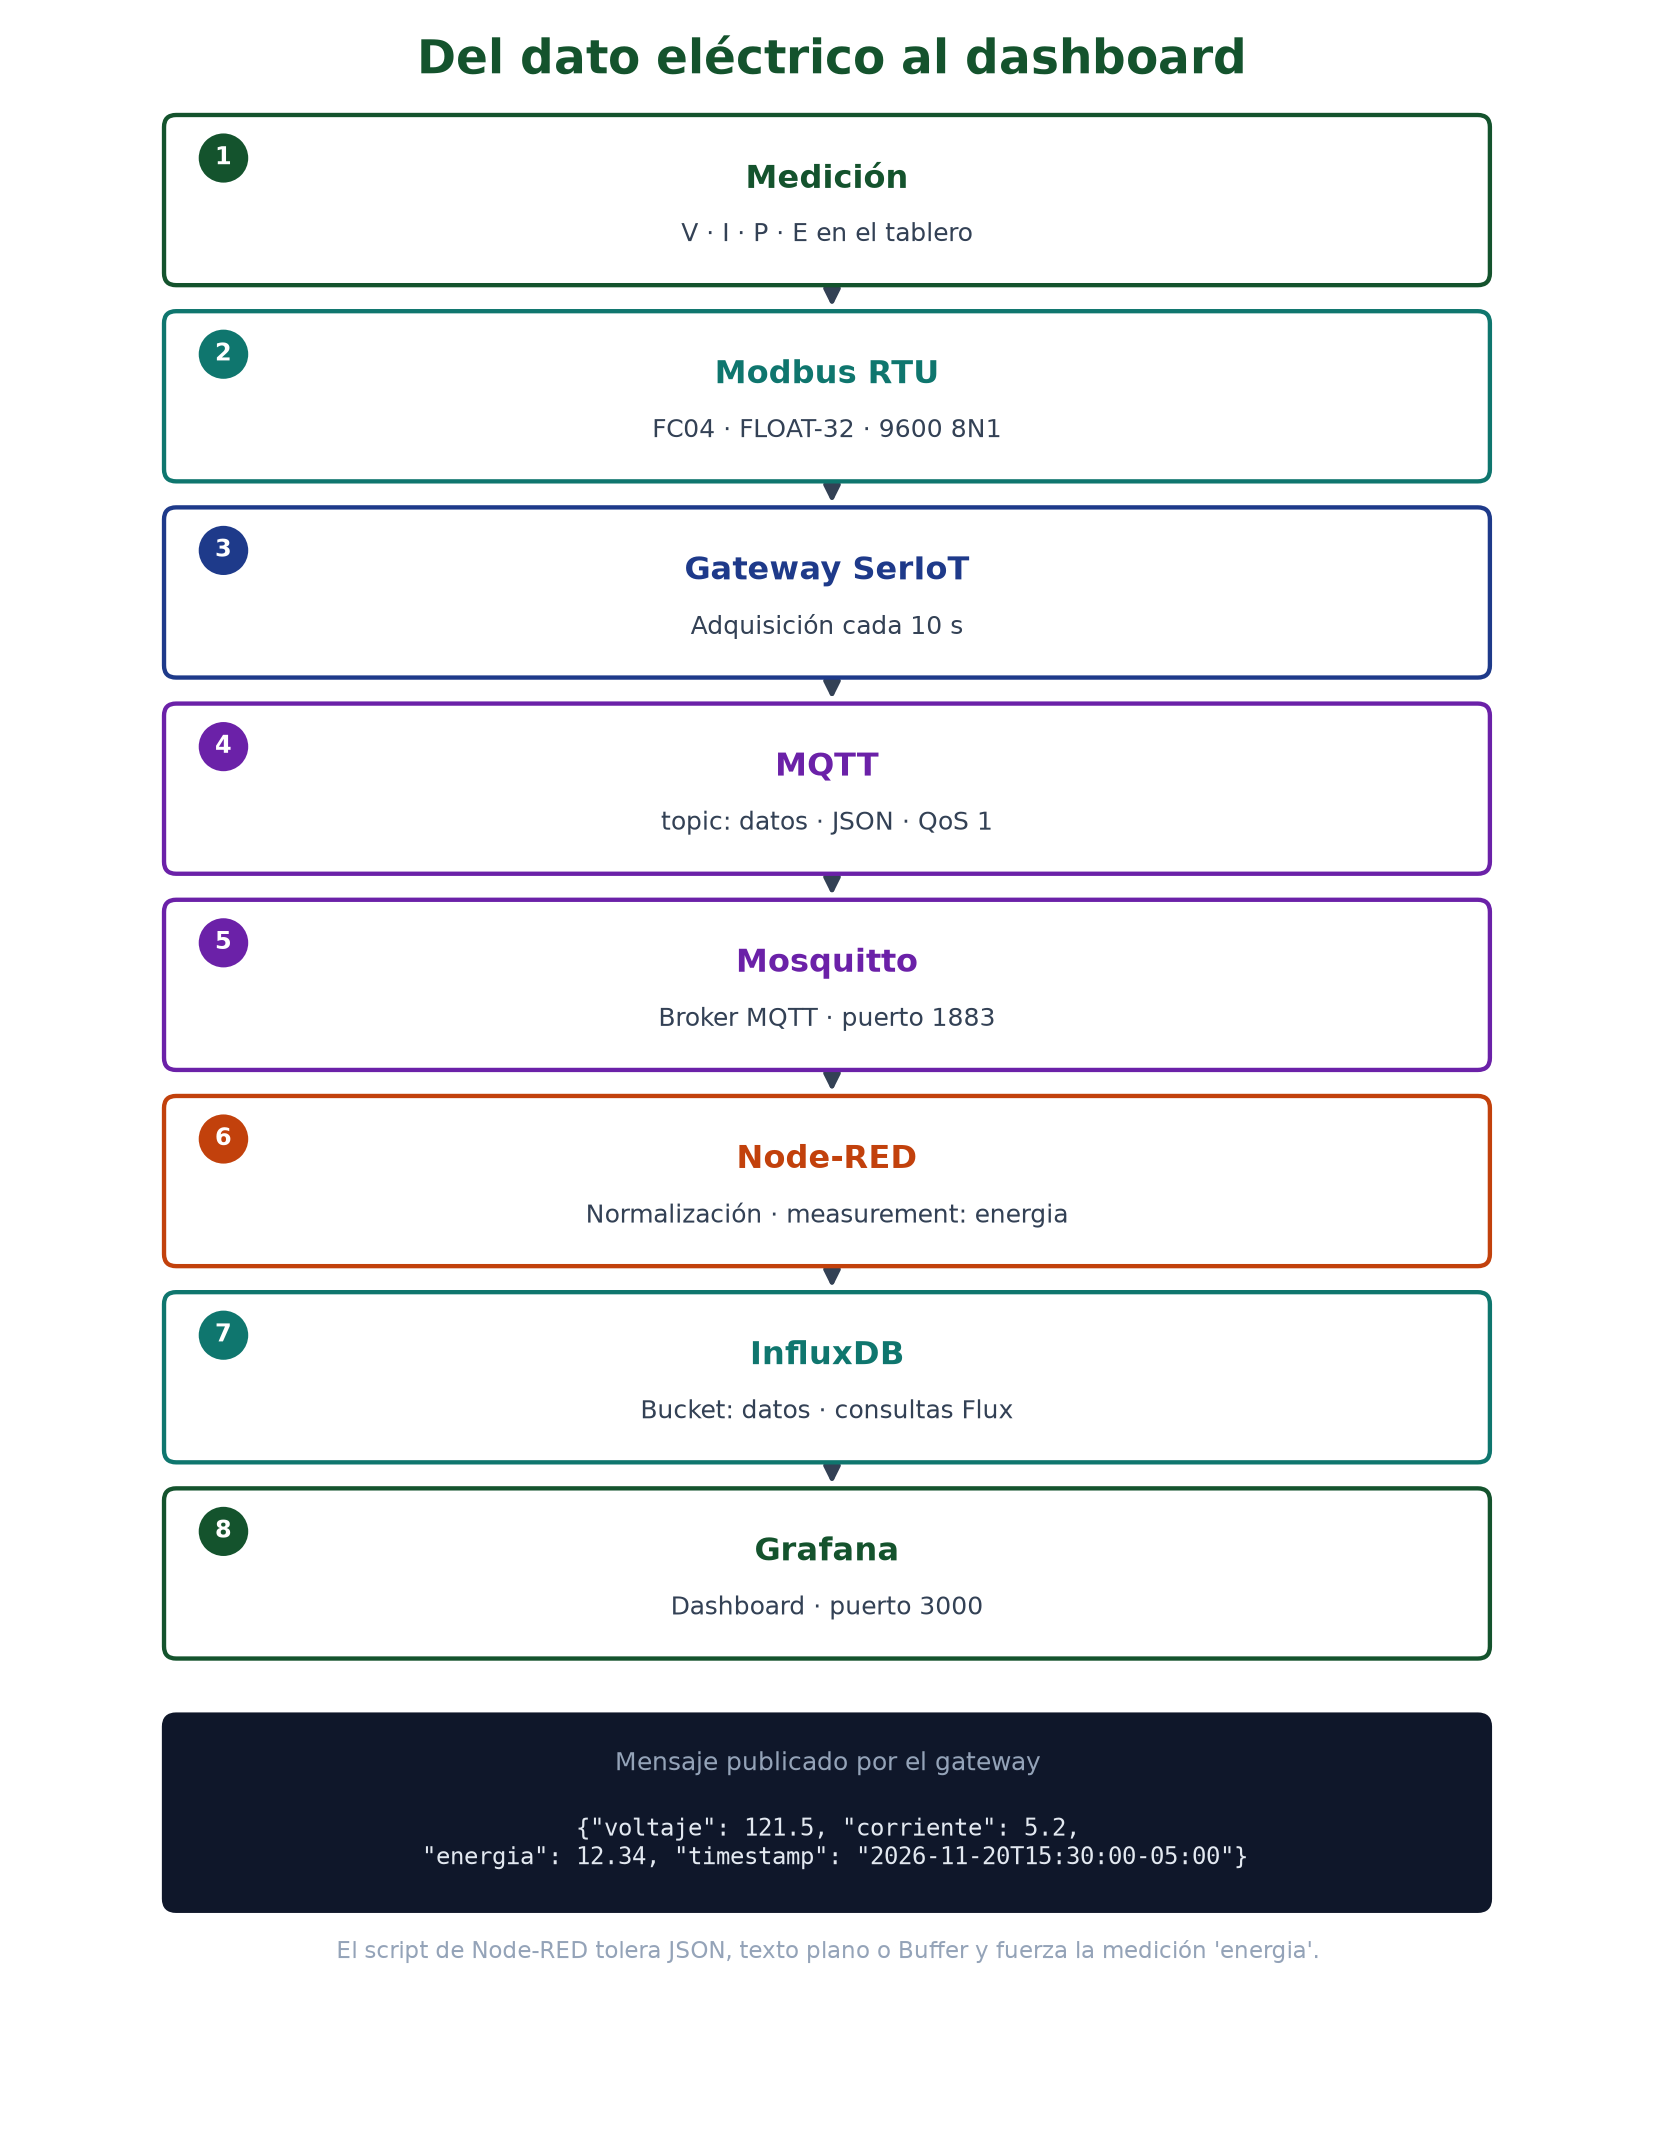 Del dato eléctrico al dashboard
1
Medición
V · I · P · E en el tablero
2
Modbus RTU
FC04 · FLOAT-32 · 9600 8N1
3
Gateway SerIoT
Adquisición cada 10 s
4
MQTT
topic: datos · JSON · QoS 1
5
Mosquitto
Broker MQTT · puerto 1883
6
Node-RED
Normalización · measurement: energia
7
InfluxDB
Bucket: datos · consultas Flux
8
Grafana
Dashboard · puerto 3000
Mensaje publicado por el gateway
{"voltaje": 121.5, "corriente": 5.2,
"energia": 12.34, "timestamp": "2026-11-20T15:30:00-05:00"}
El script de Node-RED tolera JSON, texto plano o Buffer y fuerza la medición 'energia'.